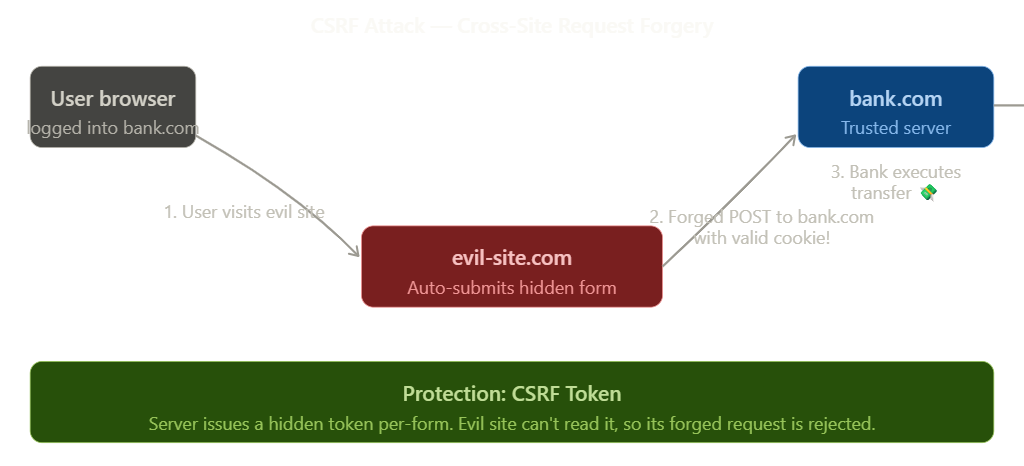 CSRF Attack — Cross-Site Request Forgery
User browser
logged into bank.com
bank.com
Trusted server
3. Bank executes
transfer 💸
1. User visits evil site
2. Forged POST to bank.com
with valid cookie!
evil-site.com
Auto-submits hidden form
Protection: CSRF Token
Server issues a hidden token per-form. Evil site can't read it, so its forged request is rejected.